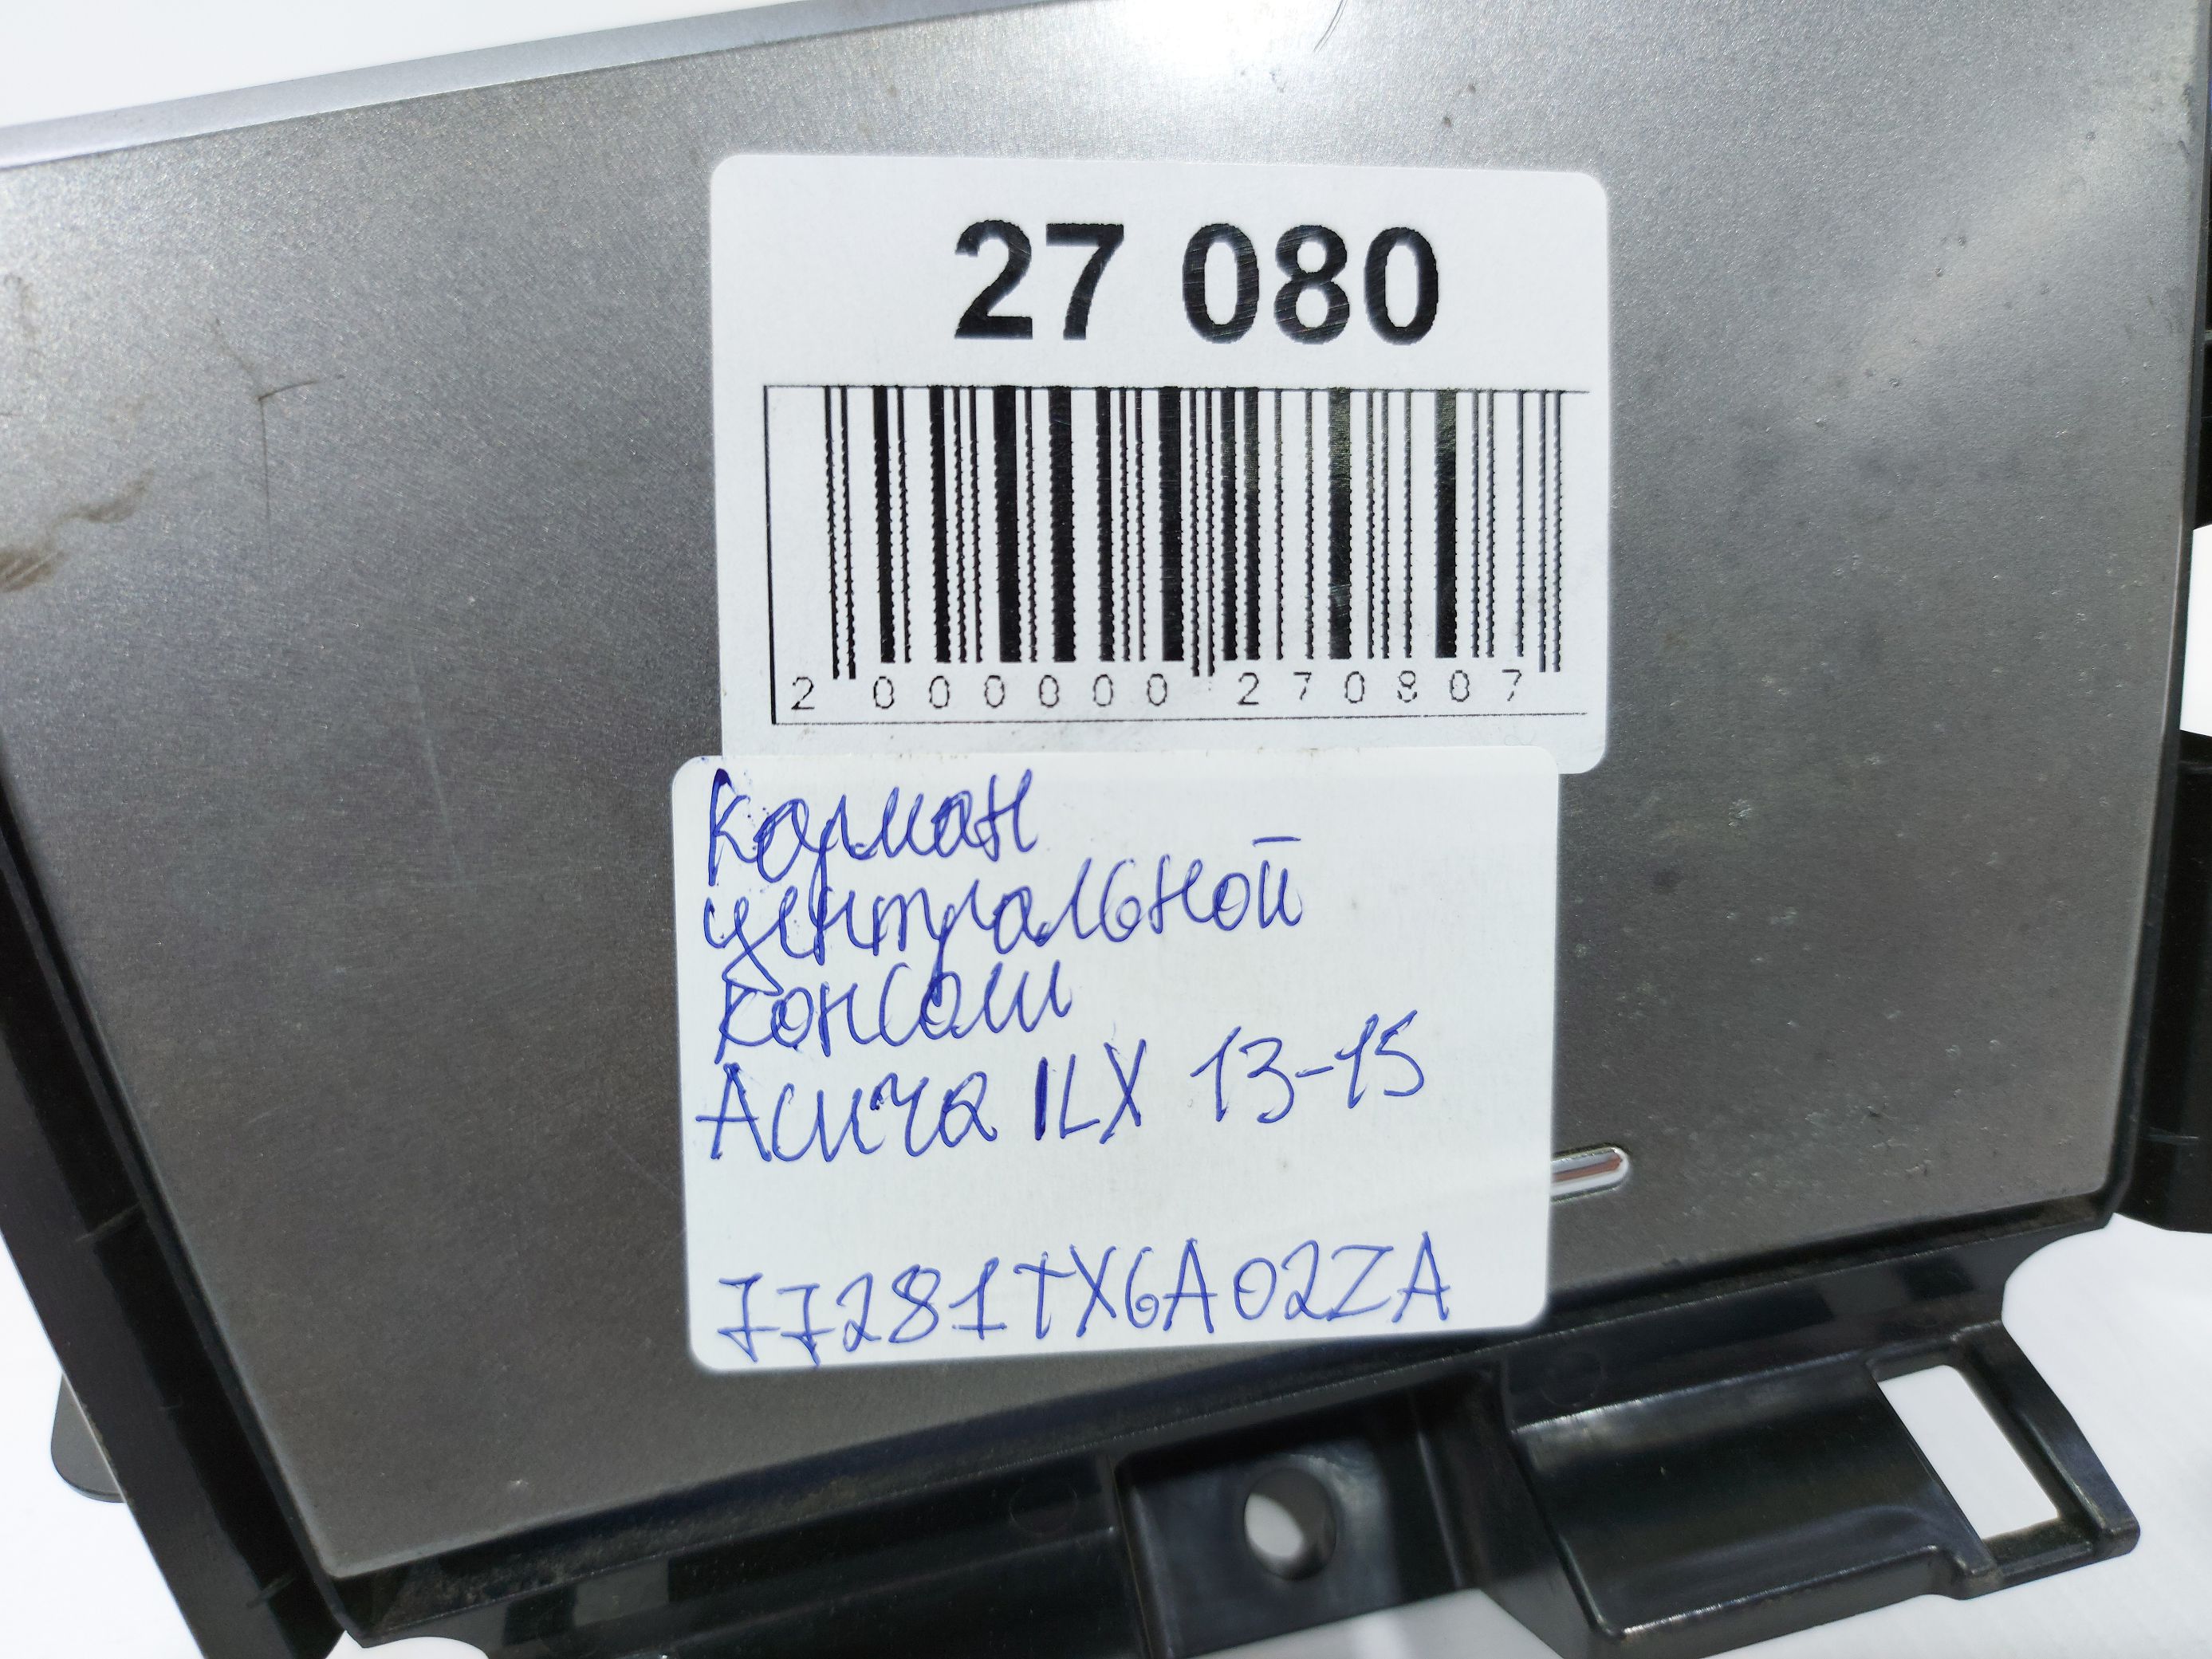 27 080
2 000000 270807
карман
центральной
консоли
Acura ILX 13-15
77281TX6A02ZA